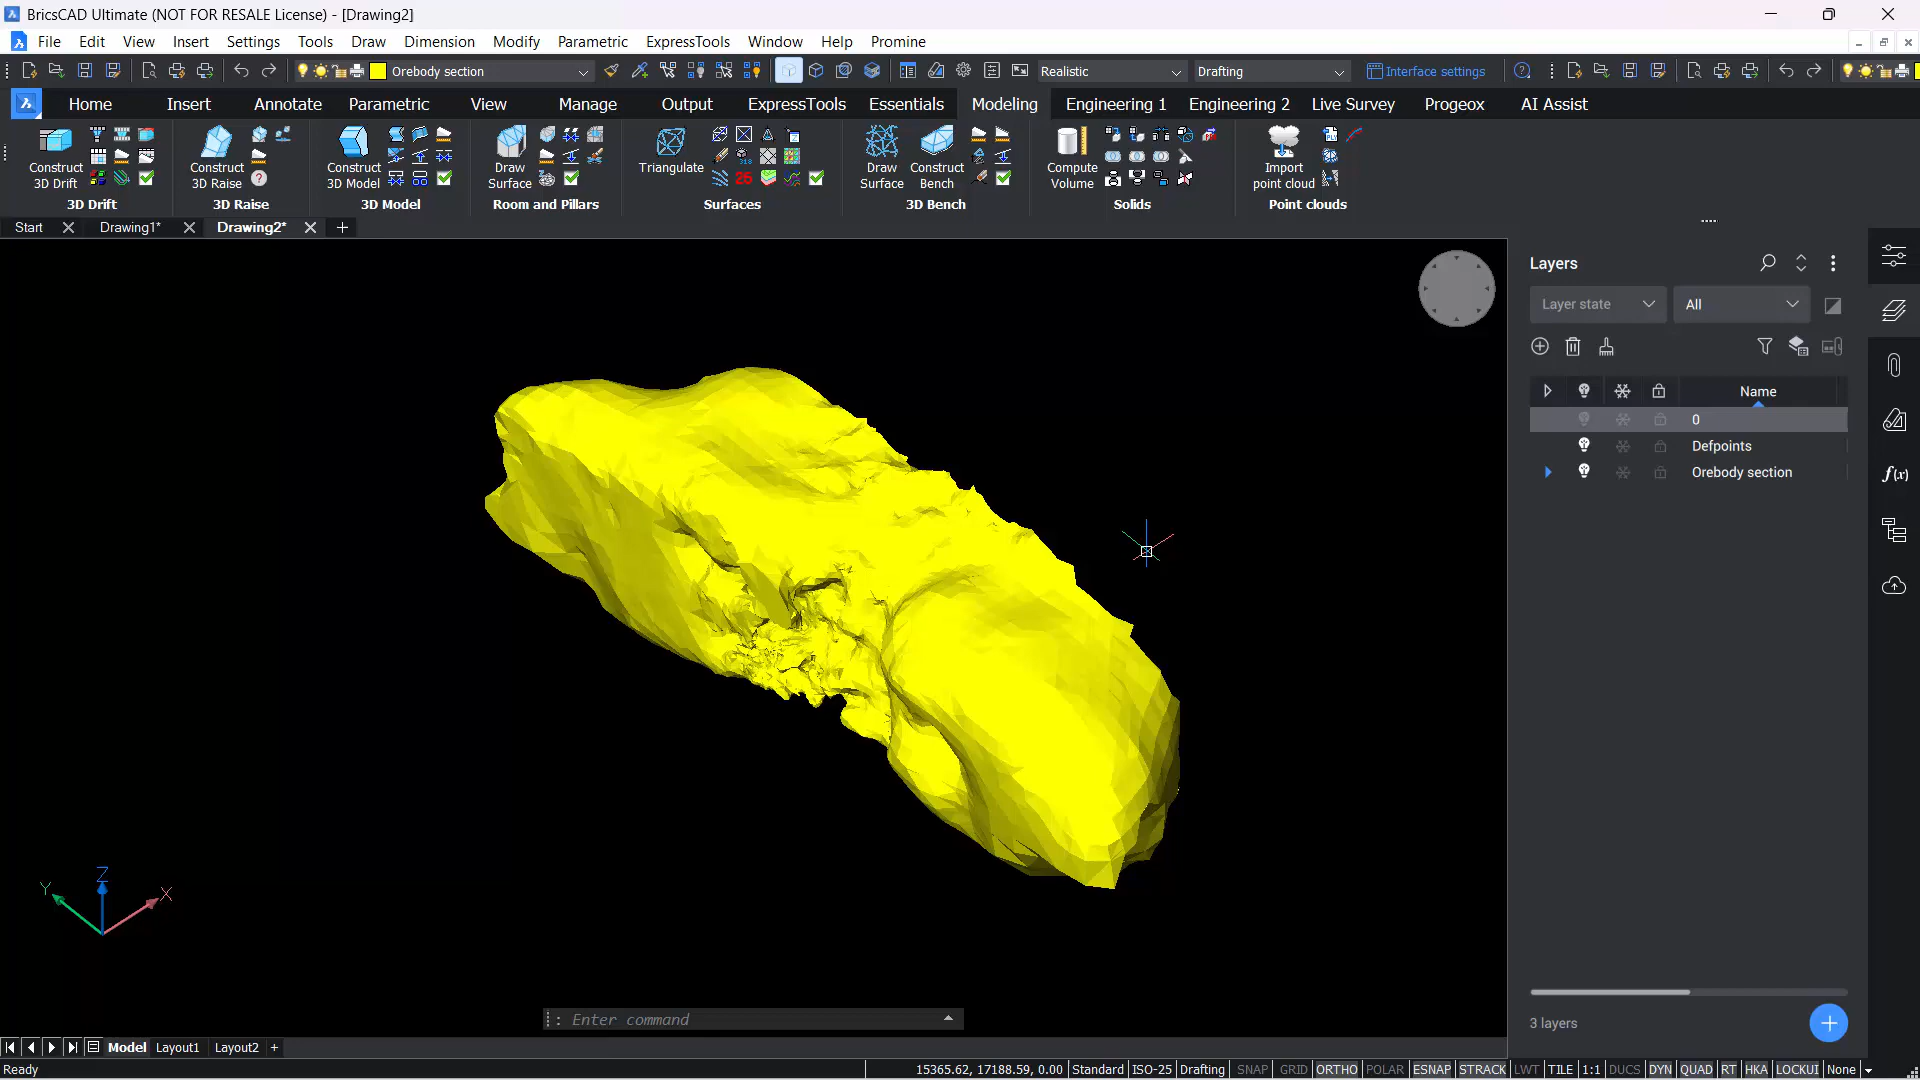 BricsCAD Ultimate (NOT FOR RESALE License) - [Drawing2]
File Edit View Insert Settings Tools Draw Dimension Modify Parametric ExpressTools Window Help Promine
Orebody section Realistic Drafting Interface settings
Home Insert Annotate Parametric View Manage Output ExpressTools Essentials Modeling Engineering 1 Engineering 2 Live Survey Progeox AI Assist
Construct 3D Drift
3D Drift
Construct 3D Raise
3D Raise
Construct 3D Model
3D Model
Draw Surface
Room and Pillars
Triangulate
Surfaces
Draw Surface
Construct Bench
3D Bench
Compute Volume
Solids
Import point cloud
Point clouds
Start Drawing1* Drawing2*
Layers
Layer state All
Name
0
Defpoints
Orebody section
f(x)
Z
Y X
: Enter command
3 layers
Model Layout1 Layout2 +
Ready 15365.62, 17188.59, 0.00 Standard ISO-25 Drafting SNAP GRID ORTHO POLAR ESNAP STRACK LWT TILE 1:1 DUCS DYN QUAD RT HKA LOCKUI None